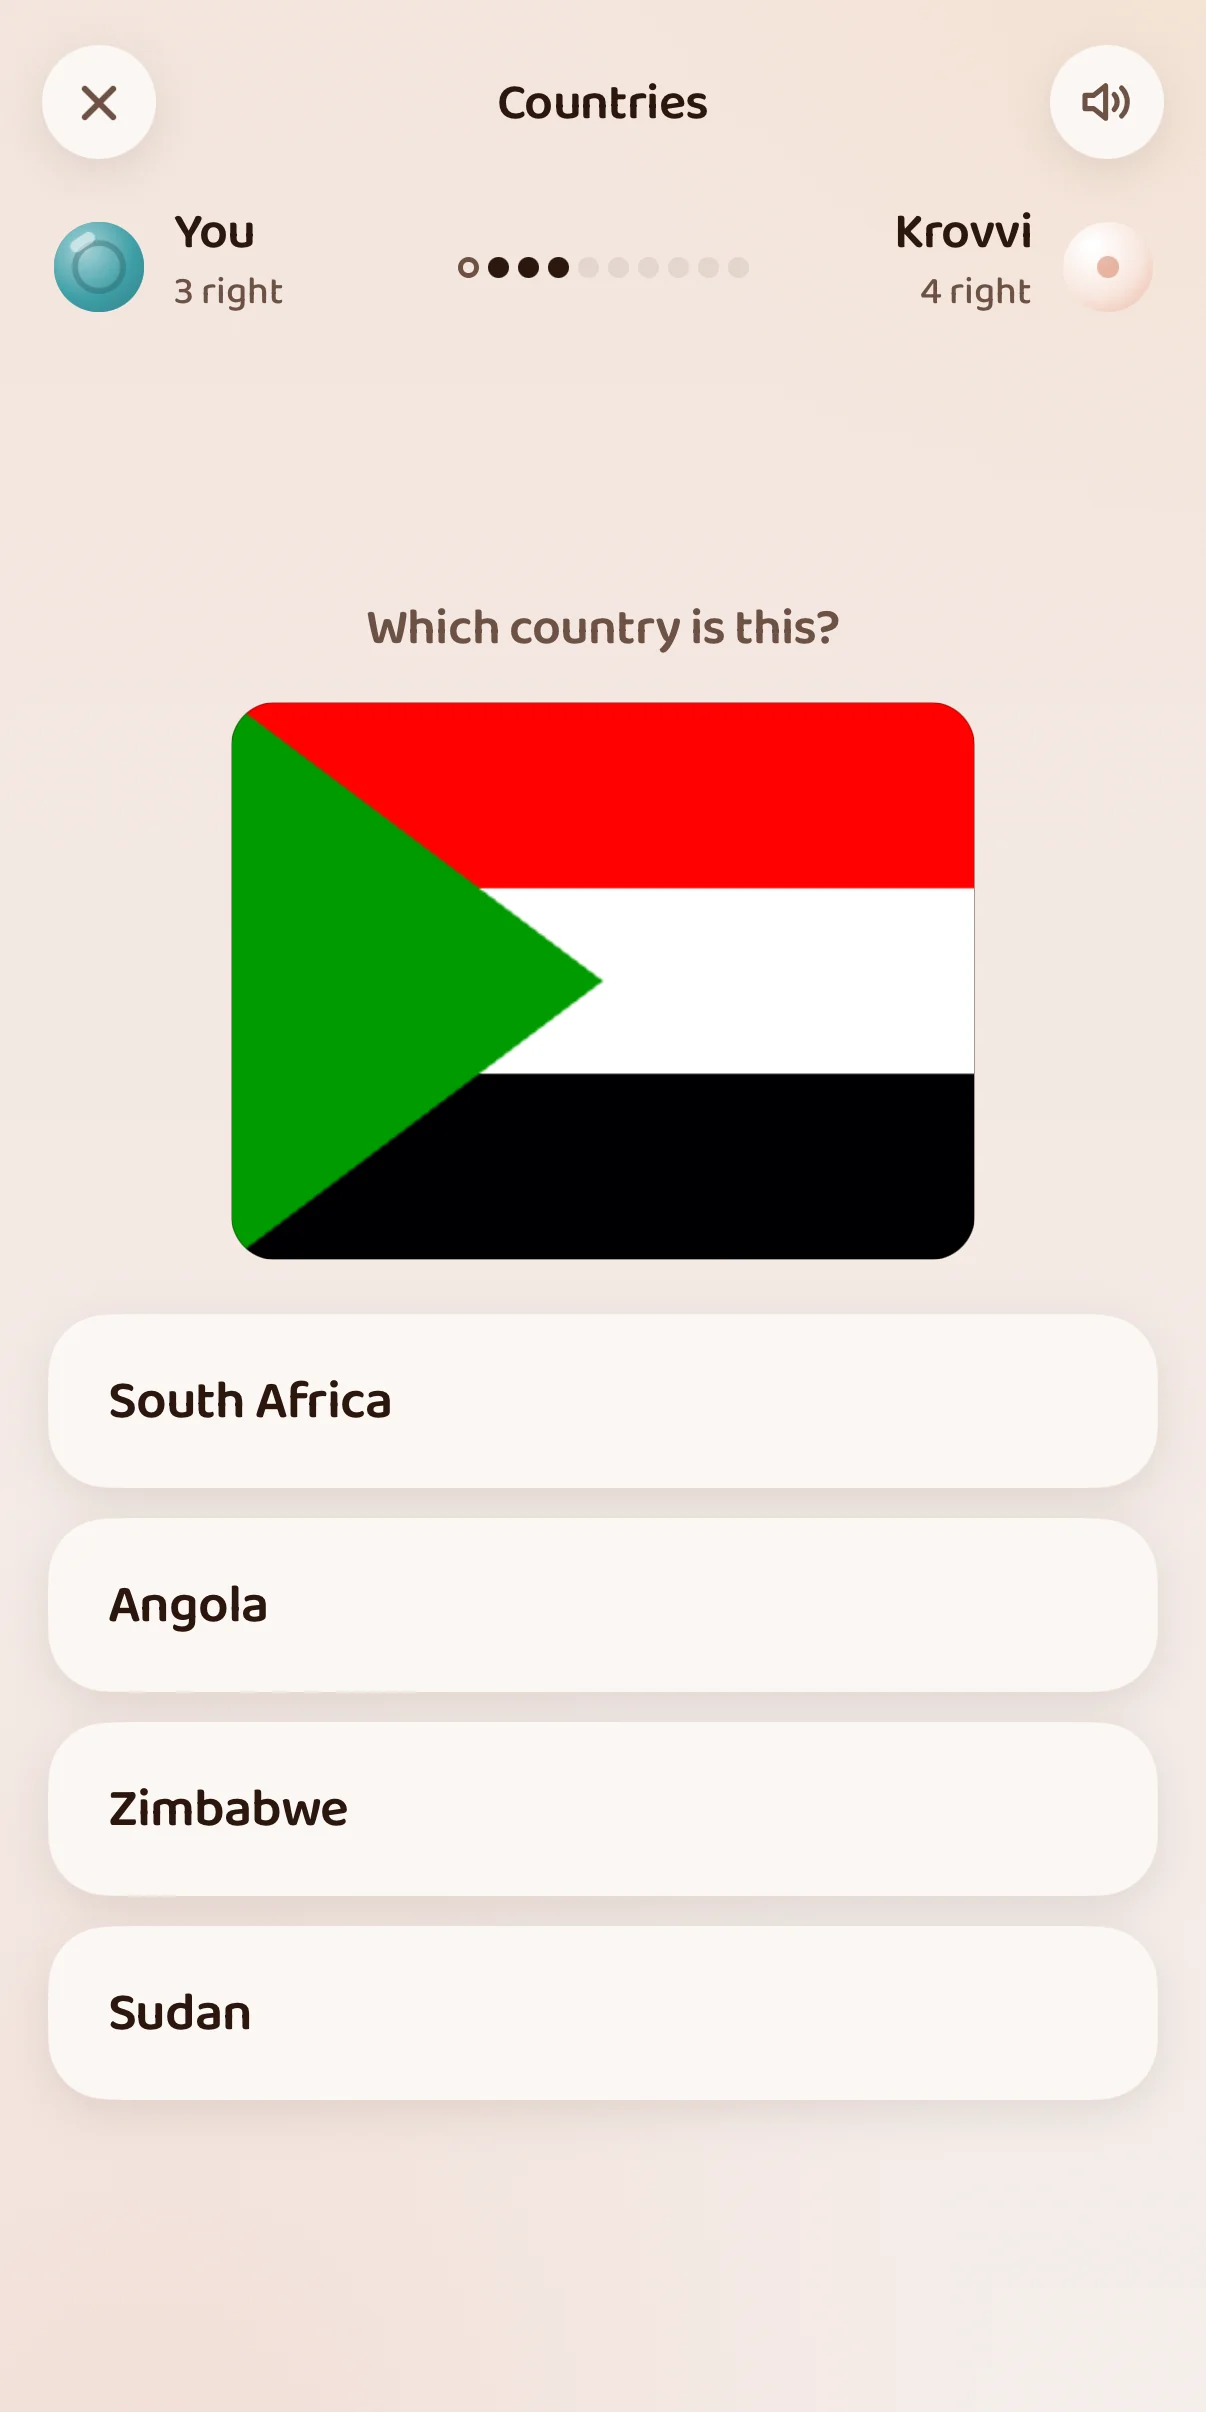 Countries
You
3 right
Krovvi
4 right
Which country is this?
South Africa
Angola
Zimbabwe
Sudan